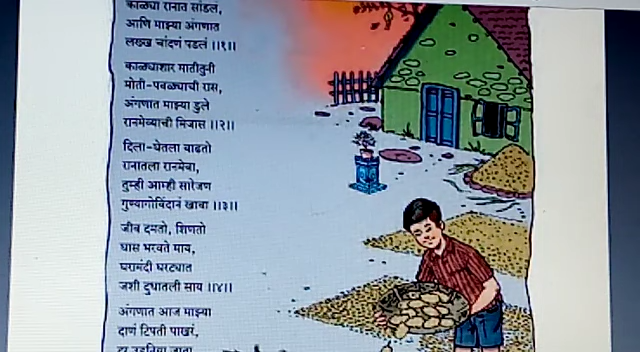 काळ्या रानात सांडलं,
आणि माझ्या अंगणात
लख्ख चांदणं पडलं ।।१।।
काळ्याशार मातीतुनी
मोती-पवळ्याची रास,
अंगणात माझ्या डुले
रानमेव्याची मिजास ।।२।।
दिला-घेतला वाढतो
रानातला रानमेवा,
तुम्ही आम्ही सारेजण
गुण्यागोविंदानं खावा ।।३।।
जीव दमतो, शिणतो
घास भरवते माय,
घरामंदी घरट्यात
जशी दुधातली साय ।।४।।
अंगणात आज माझ्या
दाणं टिपती पाखरं,